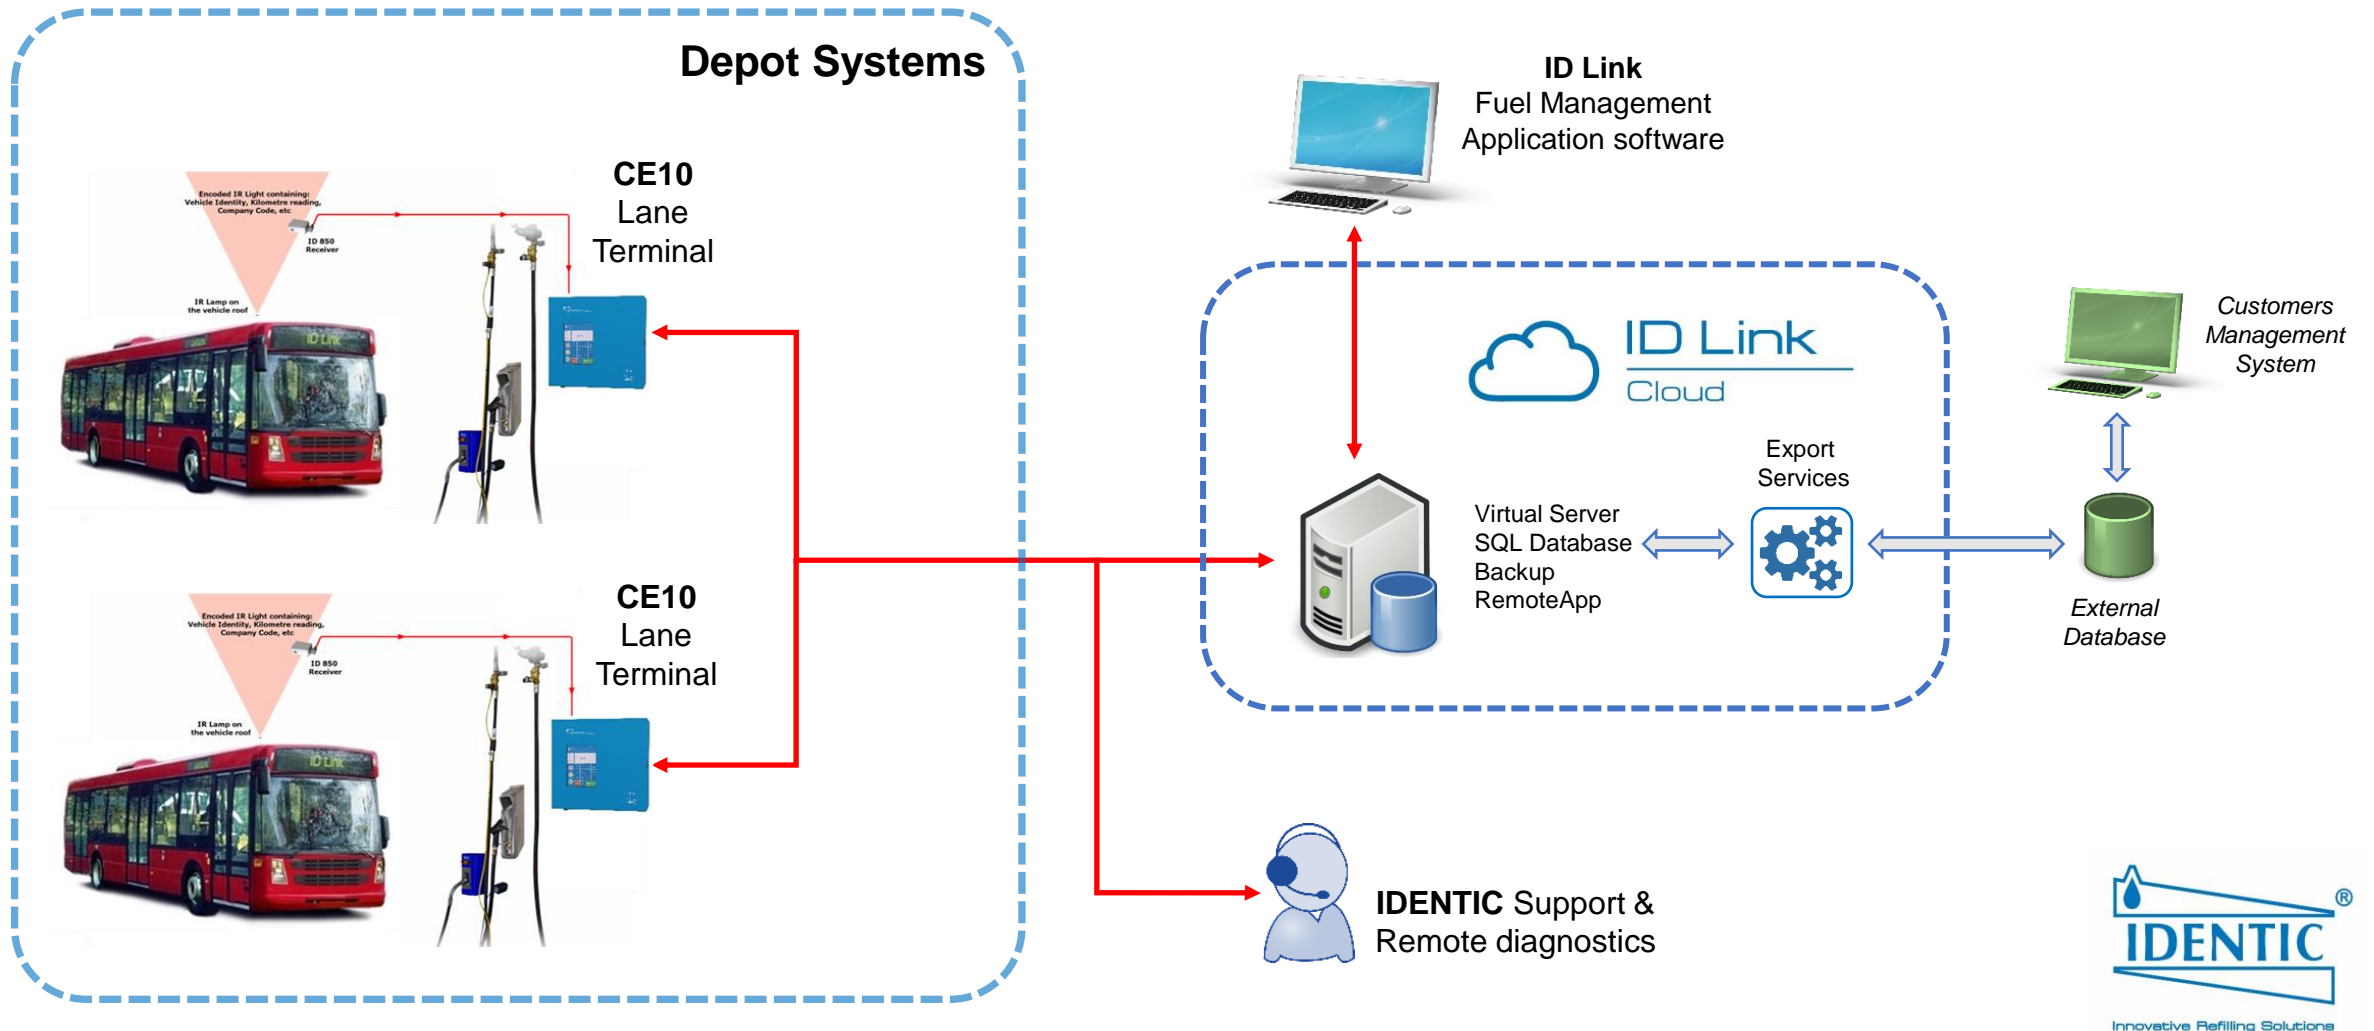 Depot Systems
Encoded IR Light containing:
Vehicle Identity, Kilometre reading,
Company Code, etc
ID 850
Receiver
IR Lamp on
the vehicle roof
ID Link
CE10
Lane
Terminal
Encoded IR Light containing:
Vehicle Identity, Kilometre reading,
Company Code, etc
ID 850
Receiver
IR Lamp on
the vehicle roof
ID Link
CE10
Lane
Terminal
ID Link
Fuel Management
Application software
ID Link
Cloud
Virtual Server
SQL Database
Backup
RemoteApp
Export
Services
Customers
Management
System
External
Database
IDENTIC Support &
Remote diagnostics
IDENTIC®
Innovative Refilling Solutions